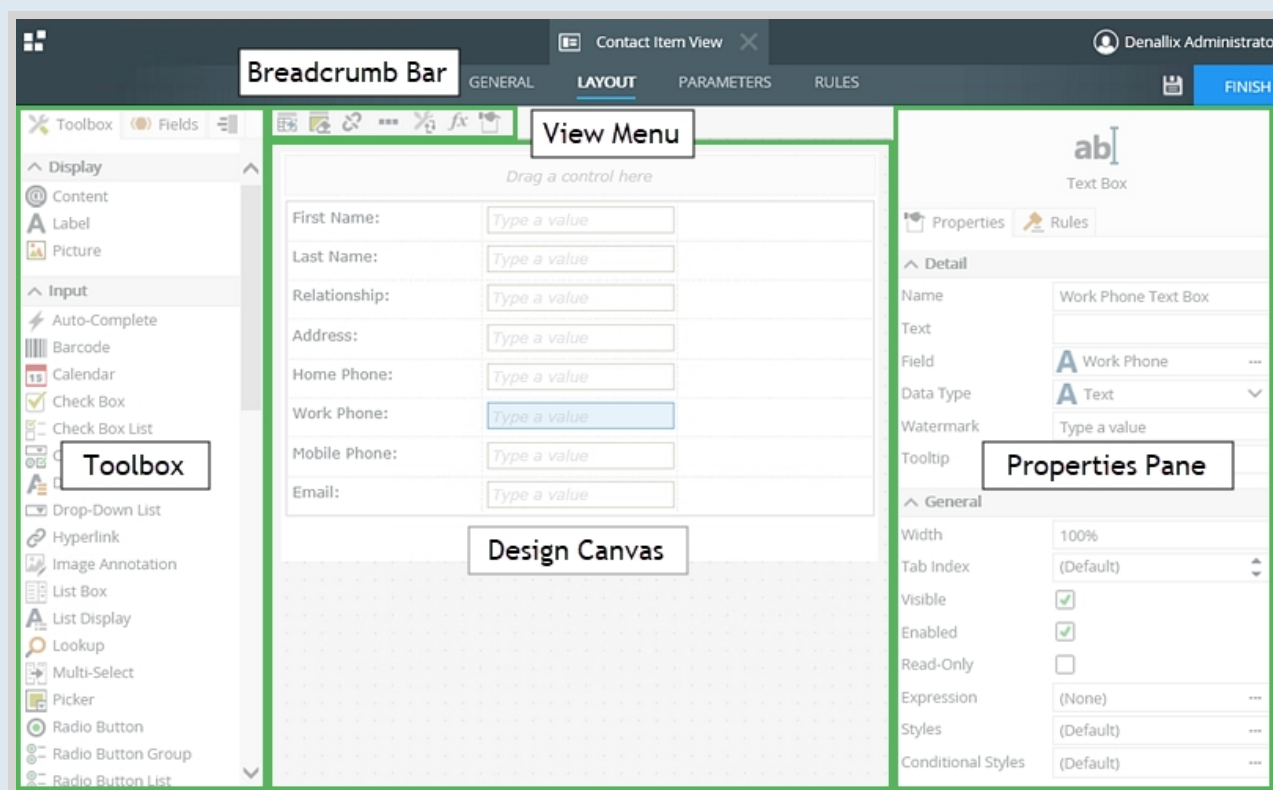 Contact Item View
Denallix Administrato
Breadcrumb Bar
GENERAL
LAYOUT
PARAMETERS
RULES
FINISH
Toolbox
Fields
View Menu
Display
Content
Label
Picture
Input
Auto-Complete
Barcode
15 Calendar
Check Box
Check Box List
Toolbox
Drop-Down List
Hyperlink
Image Annotation
List Box
List Display
Lookup
Multi-Select
Picker
Radio Button
Radio Button Group
Radio Button List
Drag a control here
First Name: Type a value
Last Name: Type a value
Relationship: Type a value
Address: Type a value
Home Phone: Type a value
Work Phone: Type a value
Mobile Phone: Type a value
Email: Type a value
Design Canvas
ab
Text Box
Properties
Rules
Detail
Name Work Phone Text Box
Text
Field A Work Phone
Data Type A Text
Watermark Type a value
Tooltip
Properties Pane
General
Width 100%
Tab Index (Default)
Visible
Enabled
Read-Only
Expression (None)
Styles (Default)
Conditional Styles (Default)